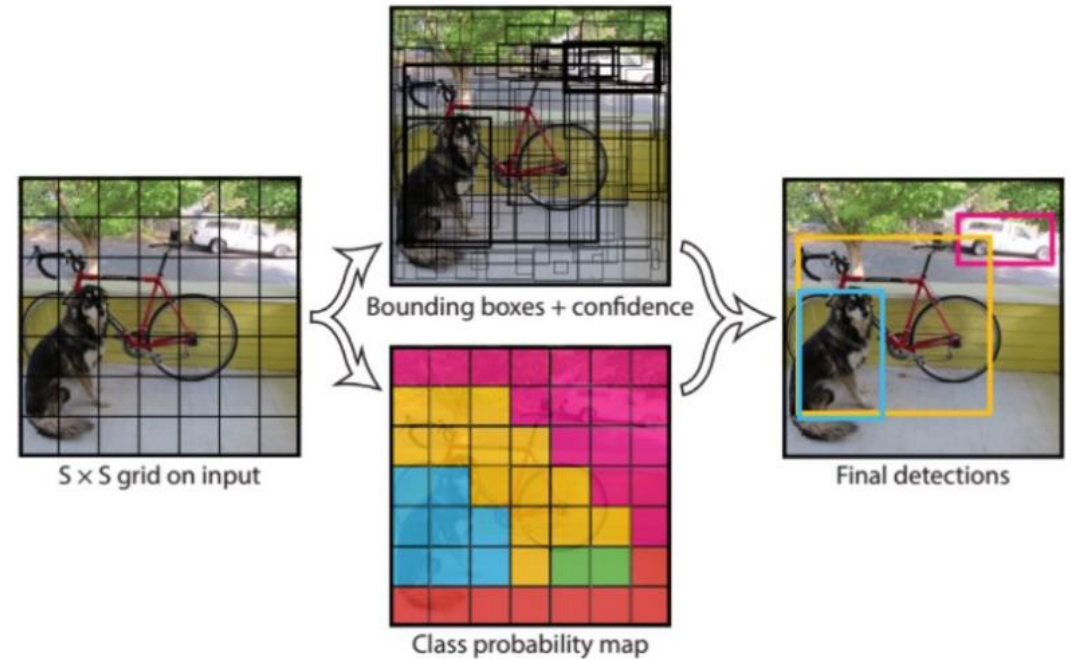 Bounding boxes + confidence
S × S grid on input
Final detections
Class probability map